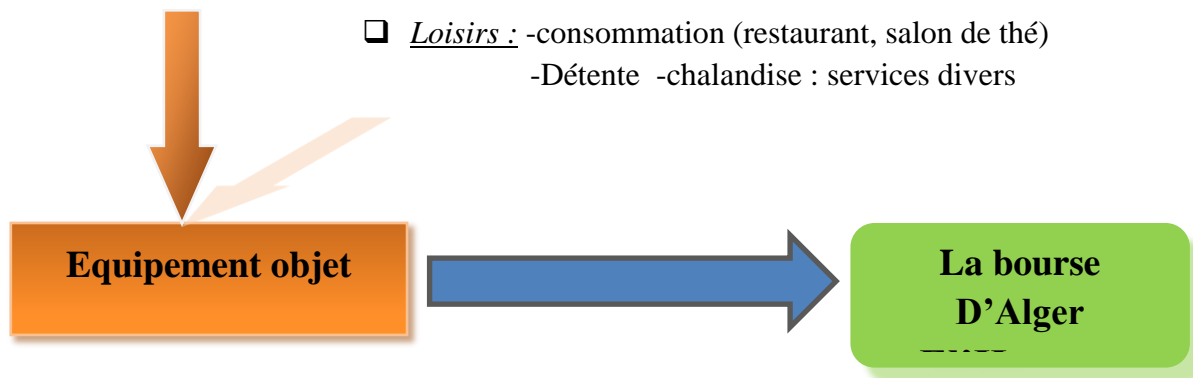 ❑ Loisirs : -consommation (restaurant, salon de thé)
-Détente -chalandise : services divers
Equipement objet
La bourse
D’Alger